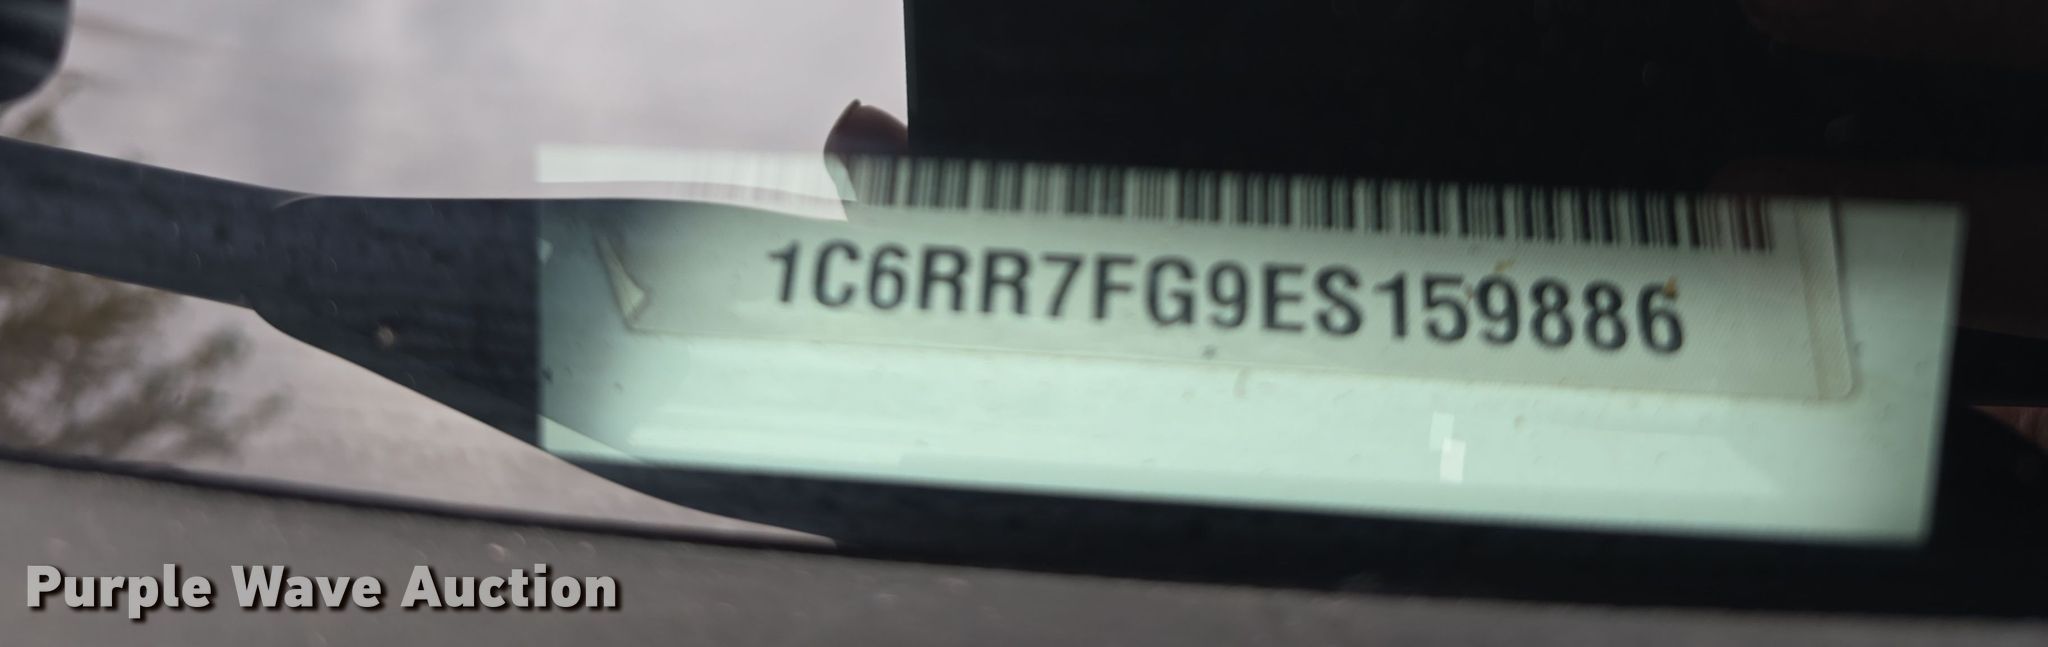 1C6RR7FG9ES159886
Purple Wave Auction